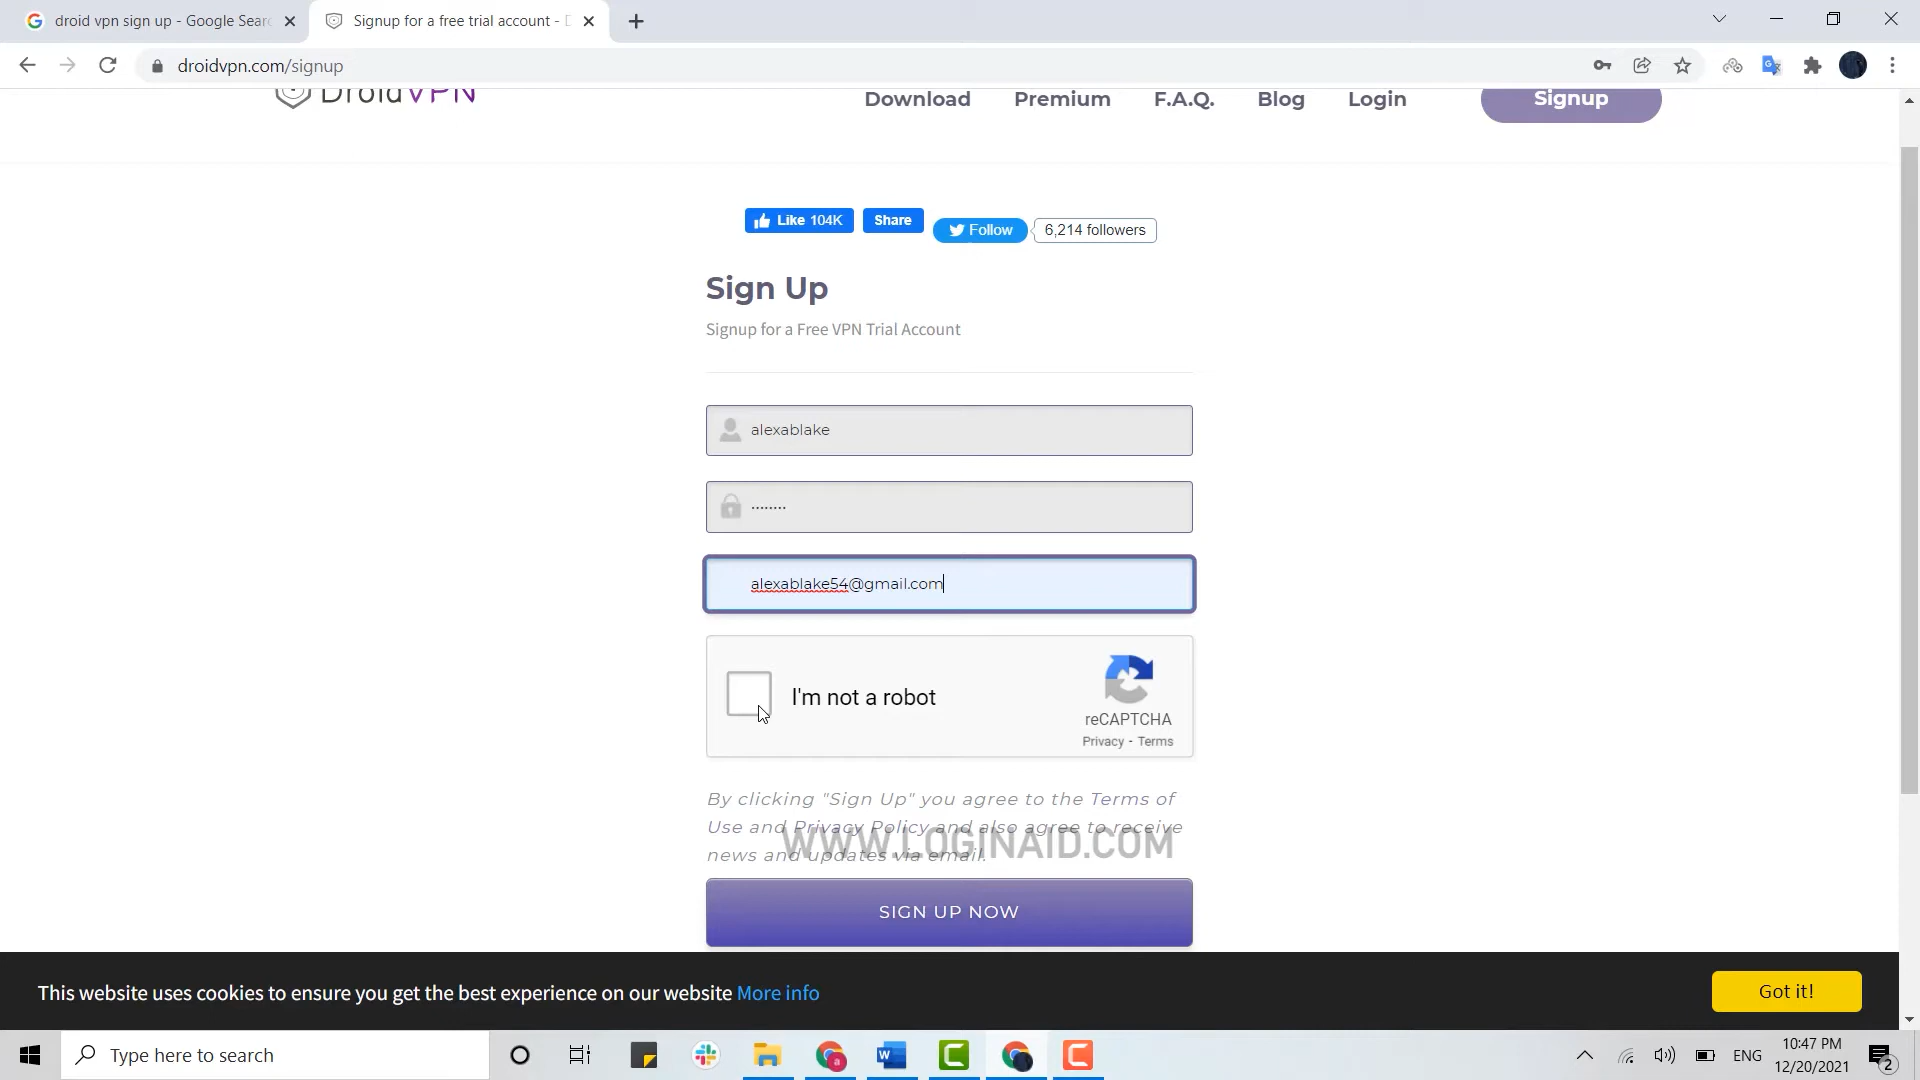 droid vpn sign up - Google Sear
Signup for a free trial account - D
droidvpn.com/signup
DroidVPN
Download
Premium
F.A.Q.
Blog
Login
Signup
Like 104K
Share
Follow
6,214 followers
Sign Up
Signup for a Free VPN Trial Account
alexablake
········
alexablake54@gmail.com
I'm not a robot
reCAPTCHA
Privacy - Terms
By clicking "Sign Up" you agree to the Terms of
Use and Privacy Policy and also agree to receive
news and updates via email.
WWW.LOGINAID.COM
SIGN UP NOW
This website uses cookies to ensure you get the best experience on our website More info
Got it!
Type here to search
ENG
10:47 PM
12/20/2021
2